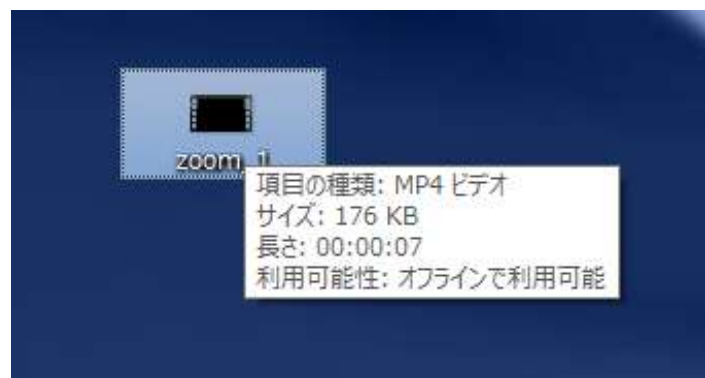 zoom_1
項目の種類: MP4 ビデオ
サイズ: 176 KB
長さ: 00:00:07
利用可能性: オフラインで利用可能